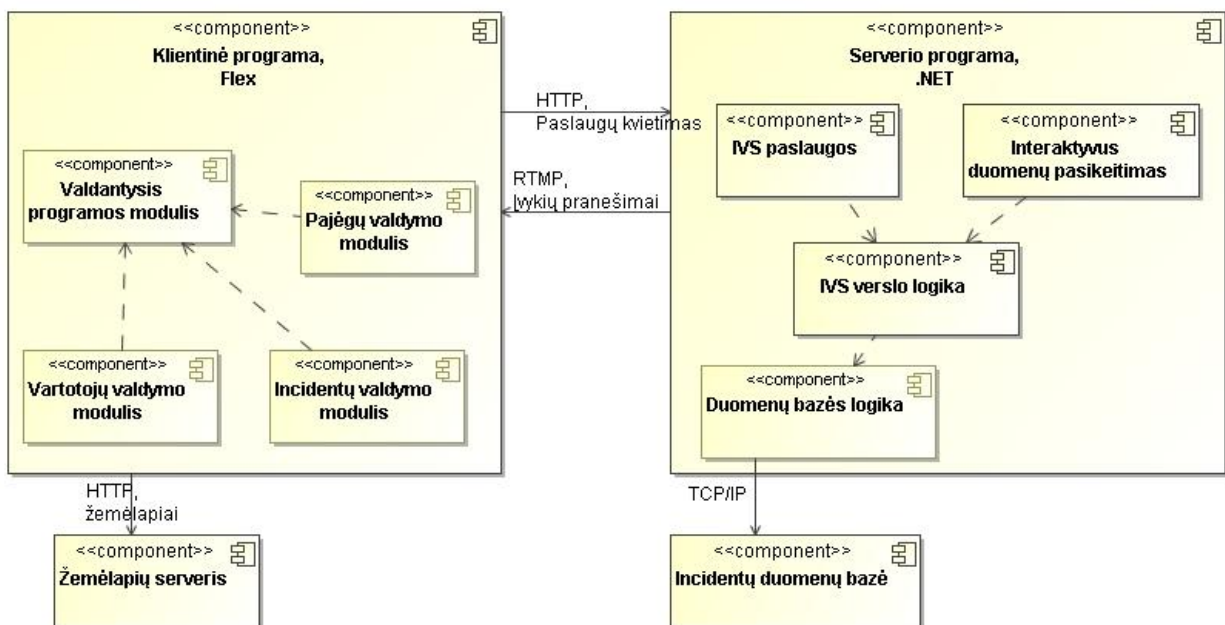 <<component>>
Klientinė programa,
Flex
<<component>>
Valdantysis
programos modulis
<<component>>
Pajėgų valdymo
modulis
<<component>>
Vartotojų valdymo
modulis
<<component>>
Incidentų valdymo
modulis
HTTP,
Paslaugų kvietimas
RTMP,
Įvykių pranešimai
<<component>>
Serverio programa,
.NET
<<component>>
IVS paslaugos
<<component>>
Interaktyvus
duomenų pasikeitimas
<<component>>
IVS verslo logika
<<component>>
Duomenų bazės logika
HTTP,
žemėlapiai
<<component>>
Žemėlapių serveris
TCP/IP
<<component>>
Incidentų duomenų bazė